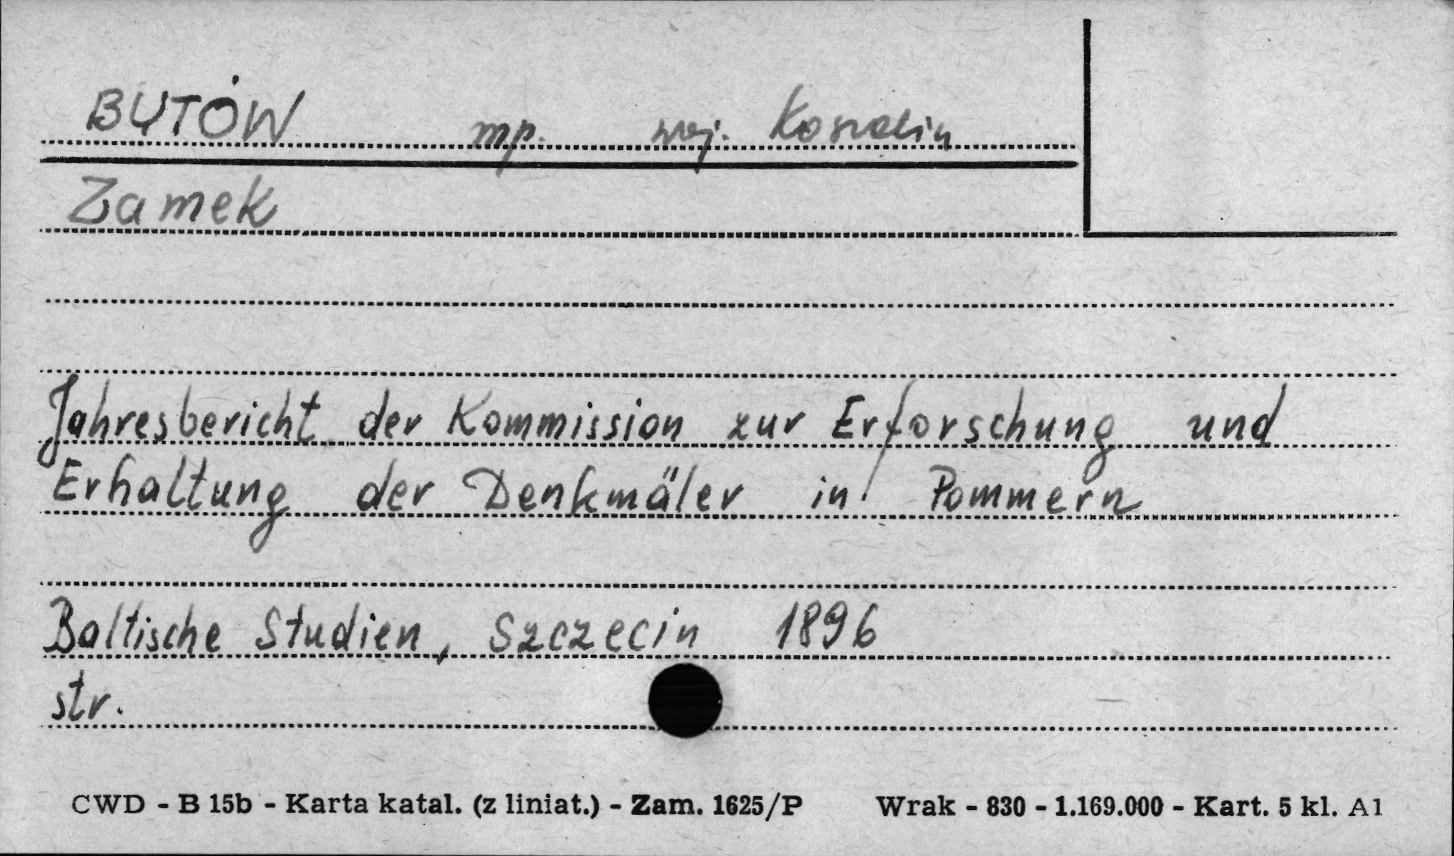 BYTÓW mp. woj. Koszalin
Zamek
Jahresbericht der Kommission zur Erforschung und
Erhaltung der Denkmäler in Pommern
Baltische Studien, Szczecin 1896
str.
CWD - B 15b - Karta katal. (z liniat.) - Zam. 1625/P Wrak - 830 - 1.169.000 - Kart. 5 kl. A1